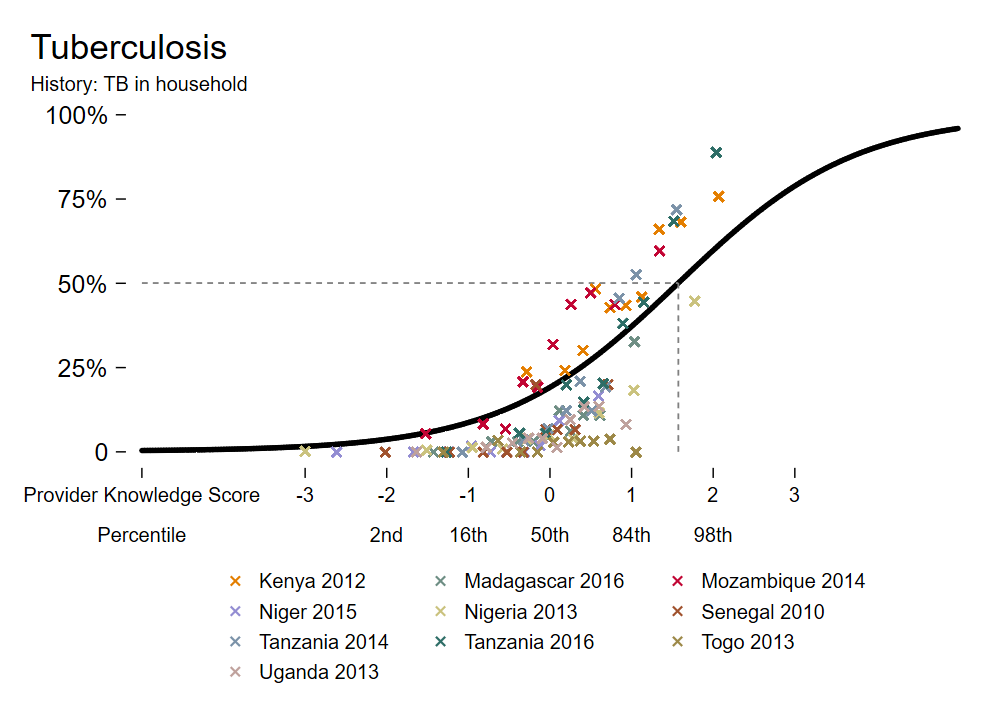 Tuberculosis
History: TB in household
100%
75%
50%
25%
0
Provider Knowledge Score -3 -2 -1 0 1 2 3
Percentile 2nd 16th 50th 84th 98th
Kenya 2012 Madagascar 2016 Mozambique 2014
Niger 2015 Nigeria 2013 Senegal 2010
Tanzania 2014 Tanzania 2016 Togo 2013
Uganda 2013